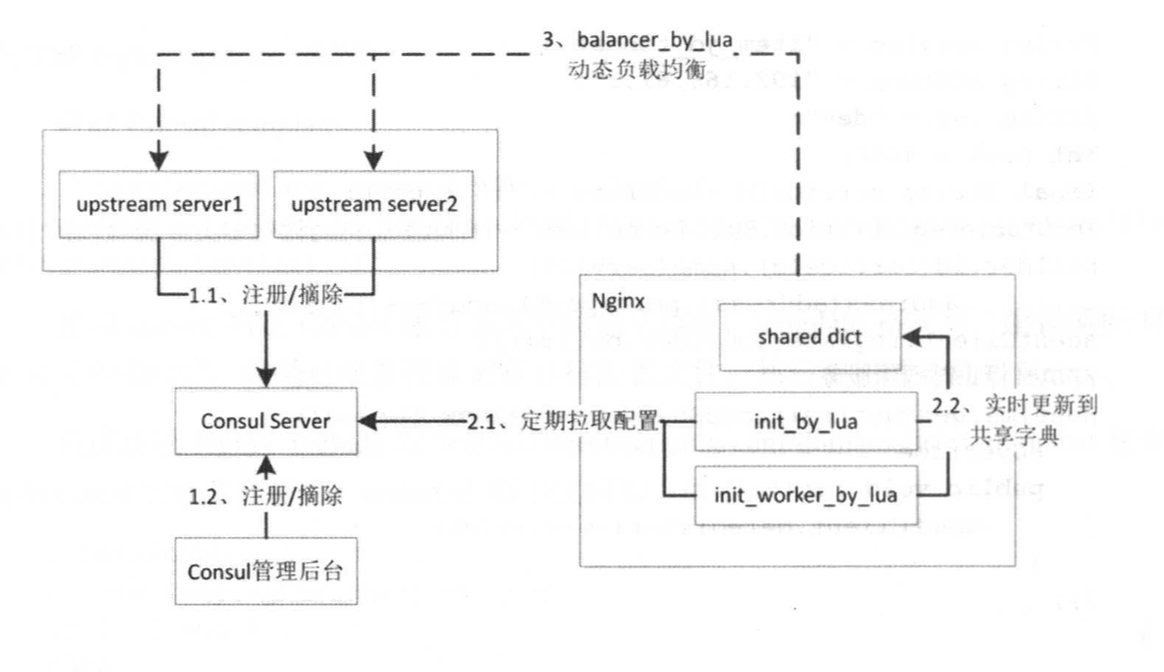 3、balancer_by_lua
动态负载均衡
upstream server1
upstream server2
1.1、注册/摘除
Nginx
shared dict
Consul Server
2.1、定期拉取配置
init_by_lua
2.2、实时更新到
共享字典
1.2、注册/摘除
init_worker_by_lua
Consul管理后台